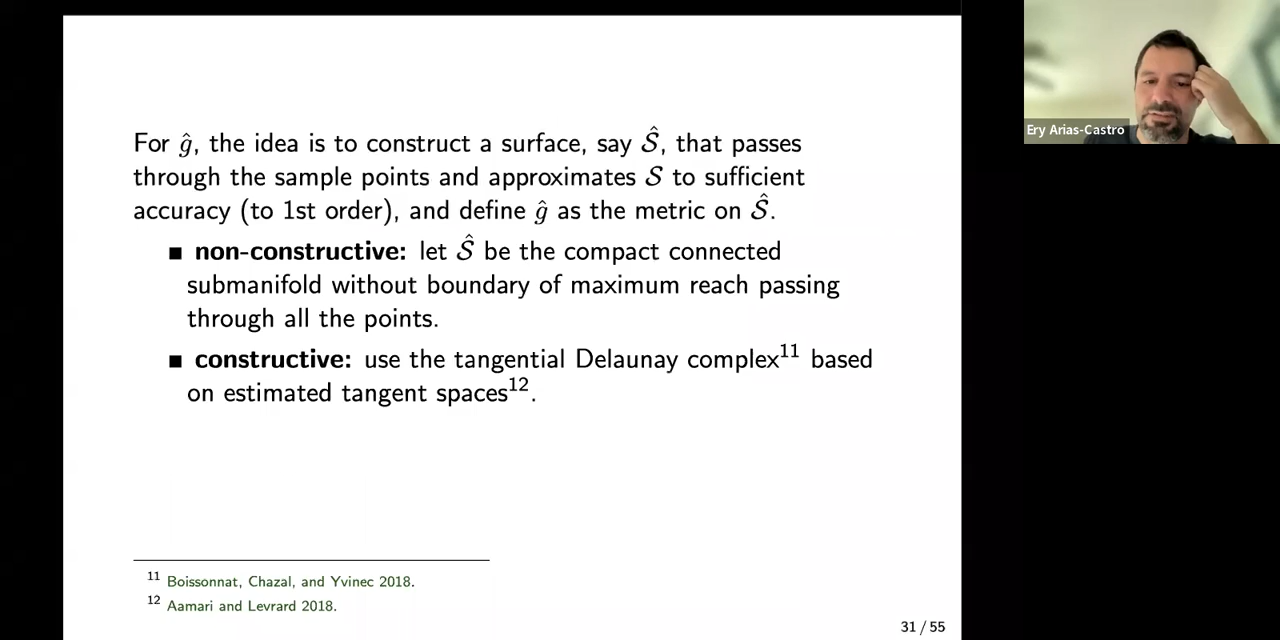 Ery Arias-Castro
For ĝ, the idea is to construct a surface, say Ŝ, that passes
through the sample points and approximates S to sufficient
accuracy (to 1st order), and define ĝ as the metric on Ŝ.
■ non-constructive: let Ŝ be the compact connected
submanifold without boundary of maximum reach passing
through all the points.
■ constructive: use the tangential Delaunay complex¹¹ based
on estimated tangent spaces¹².
¹¹ Boissonnat, Chazal, and Yvinec 2018.
¹² Aamari and Levrard 2018.
31 / 55